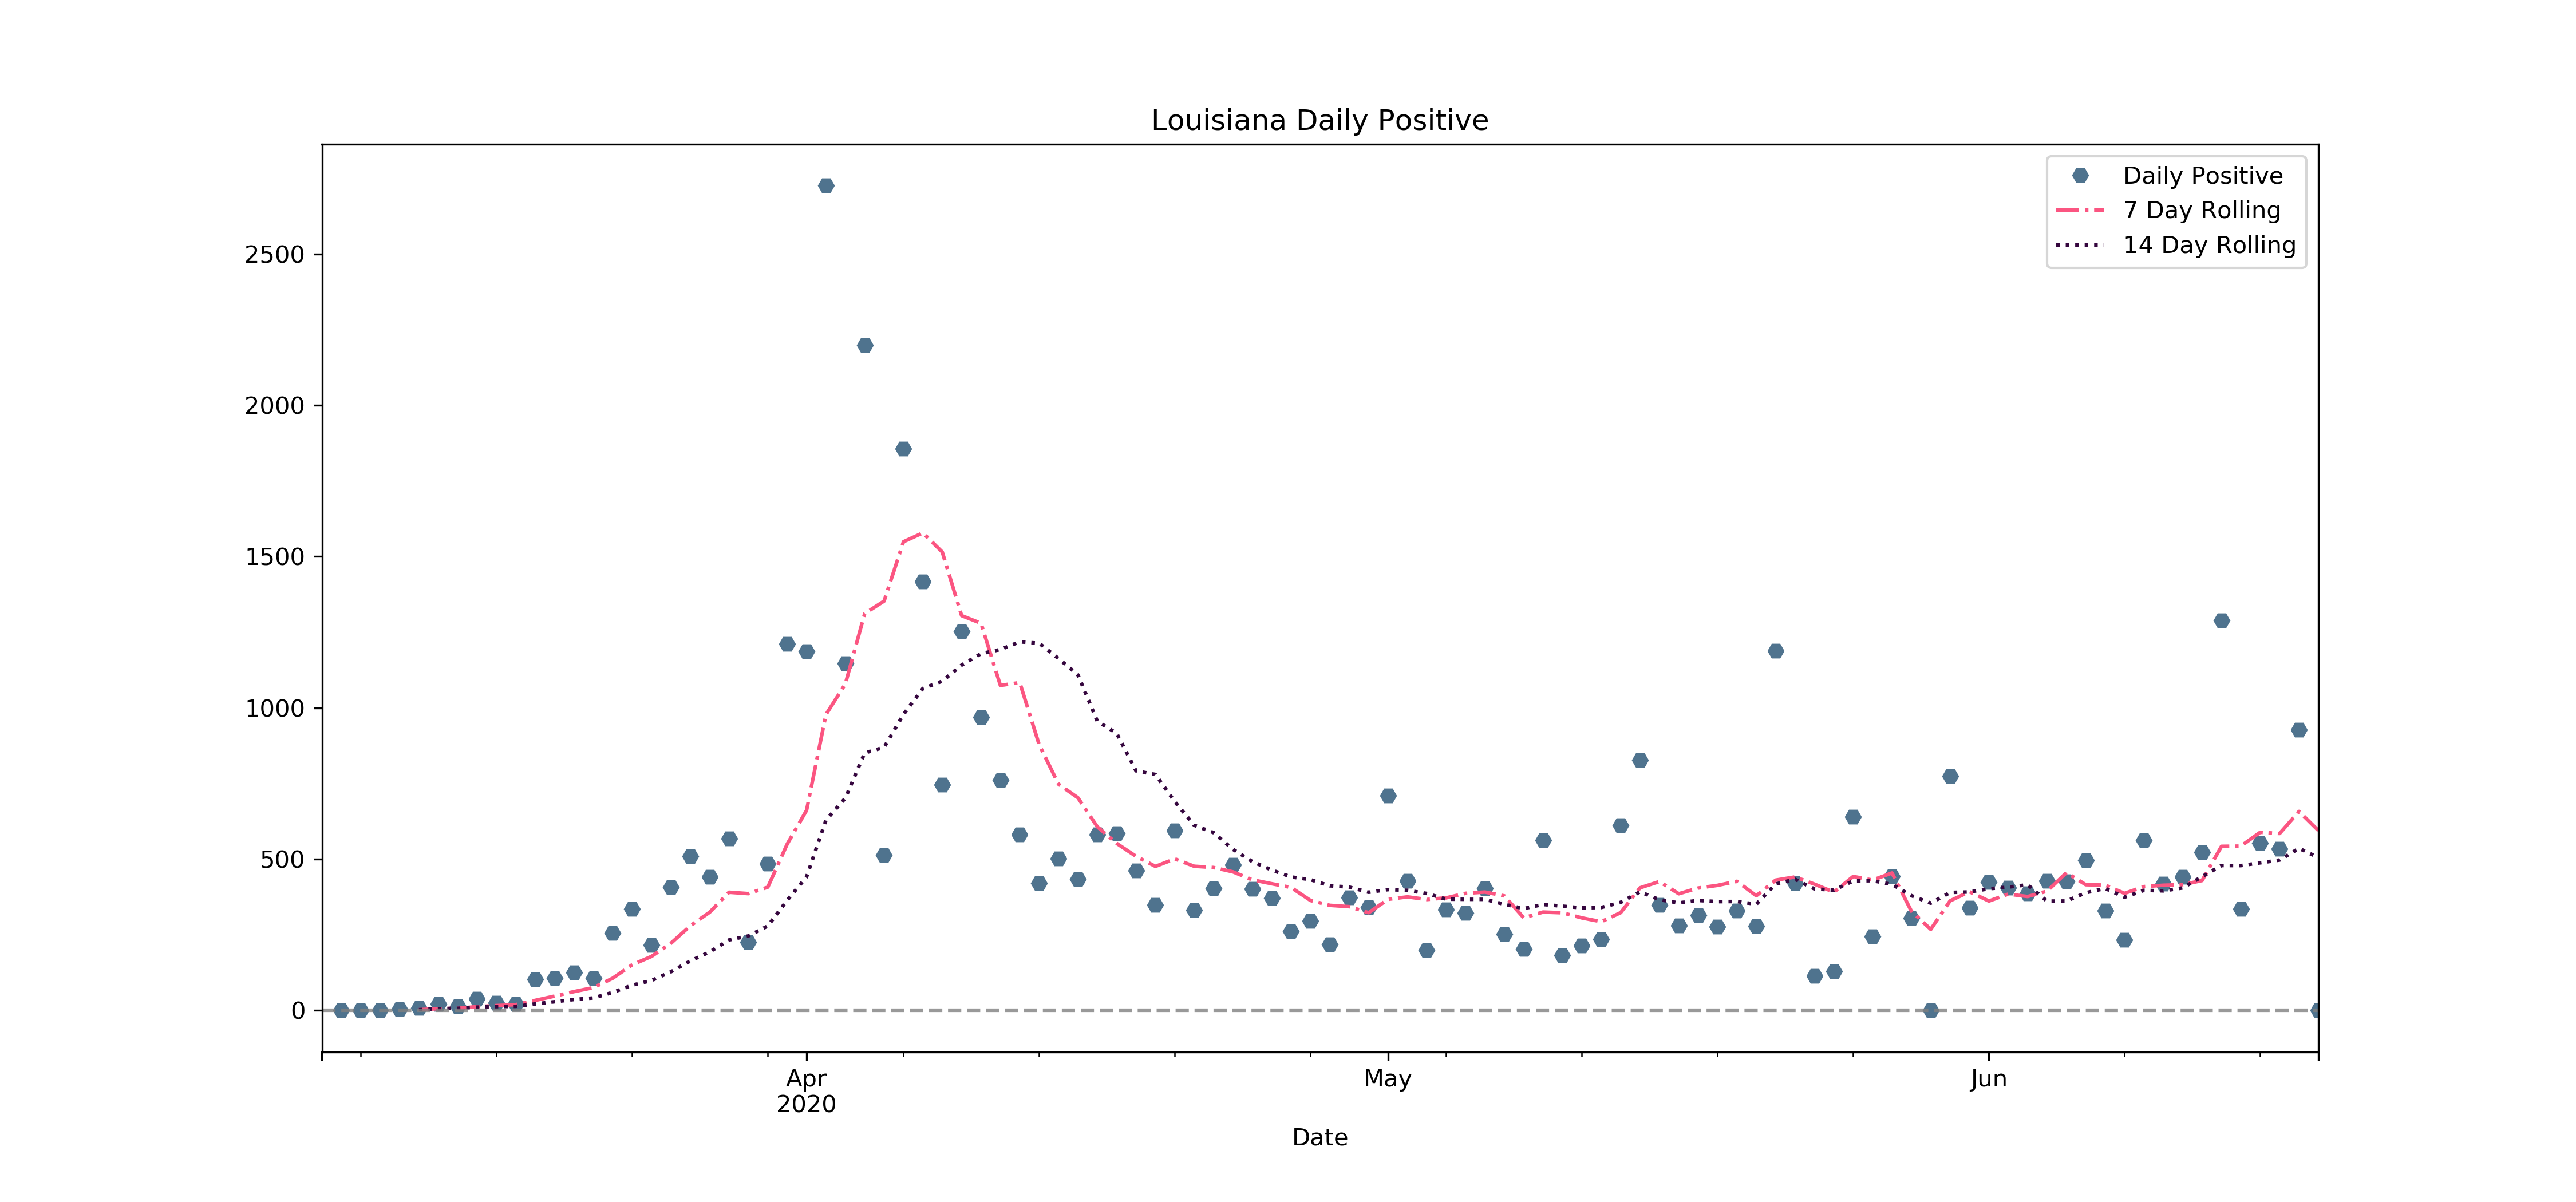 Louisiana Daily Positive
Daily Positive
7 Day Rolling
14 Day Rolling
2500
2000
1500
1000
500
0
Apr
2020
May
Jun
Date